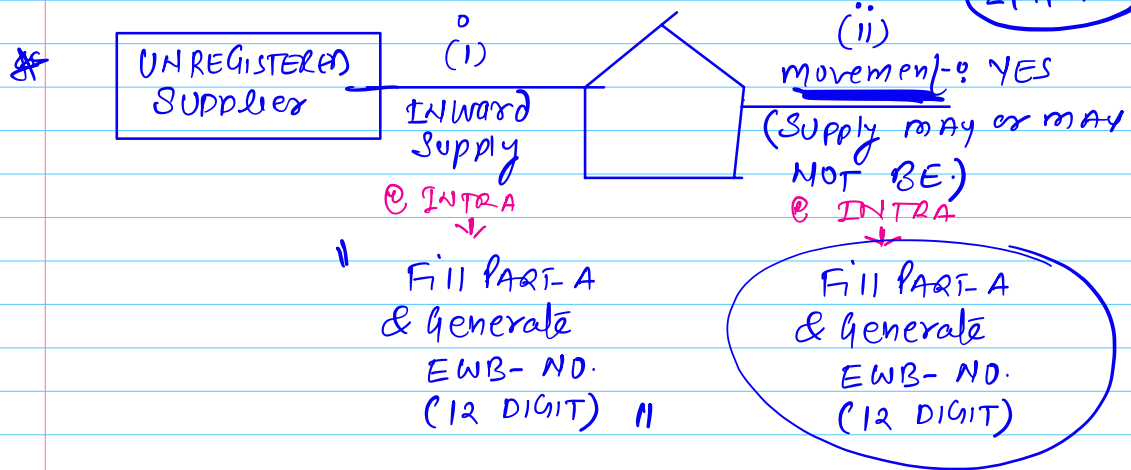 UNREGISTERED
SUPPLIER
(i)
INWARD
SUPPLY
@ INTRA
" Fill PART-A
& Generate
EWB-NO.
(12 DIGIT) "
(ii)
movement-: YES
(SUPPLY MAY or MAY
NOT BE.)
@ INTRA
Fill PART-A
& Generate
EWB-NO.
(12 DIGIT)